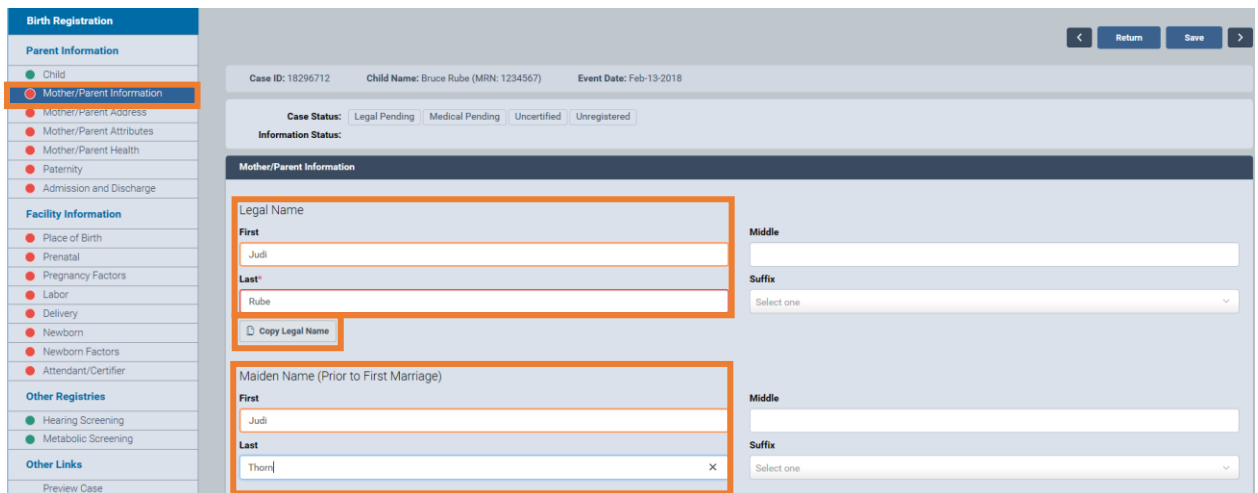 Birth Registration
Parent Information
Child
Mother/Parent Information
Mother/Parent Address
Mother/Parent Attributes
Mother/Parent Health
Paternity
Admission and Discharge
Facility Information
Place of Birth
Prenatal
Pregnancy Factors
Labor
Delivery
Newborn
Newborn Factors
Attendant/Certifier
Other Registries
Hearing Screening
Metabolic Screening
Other Links
Preview Case
< Return Save >
Case ID: 18296712 Child Name: Bruce Rube (MRN: 1234567) Event Date: Feb-13-2018
Case Status: Legal Pending Medical Pending Uncertified Unregistered
Information Status:
Mother/Parent Information
Legal Name
First Middle
Judi
Last* Suffix
Rube Select one
Copy Legal Name
Maiden Name (Prior to First Marriage)
First Middle
Judi
Last Suffix
Thorn × Select one